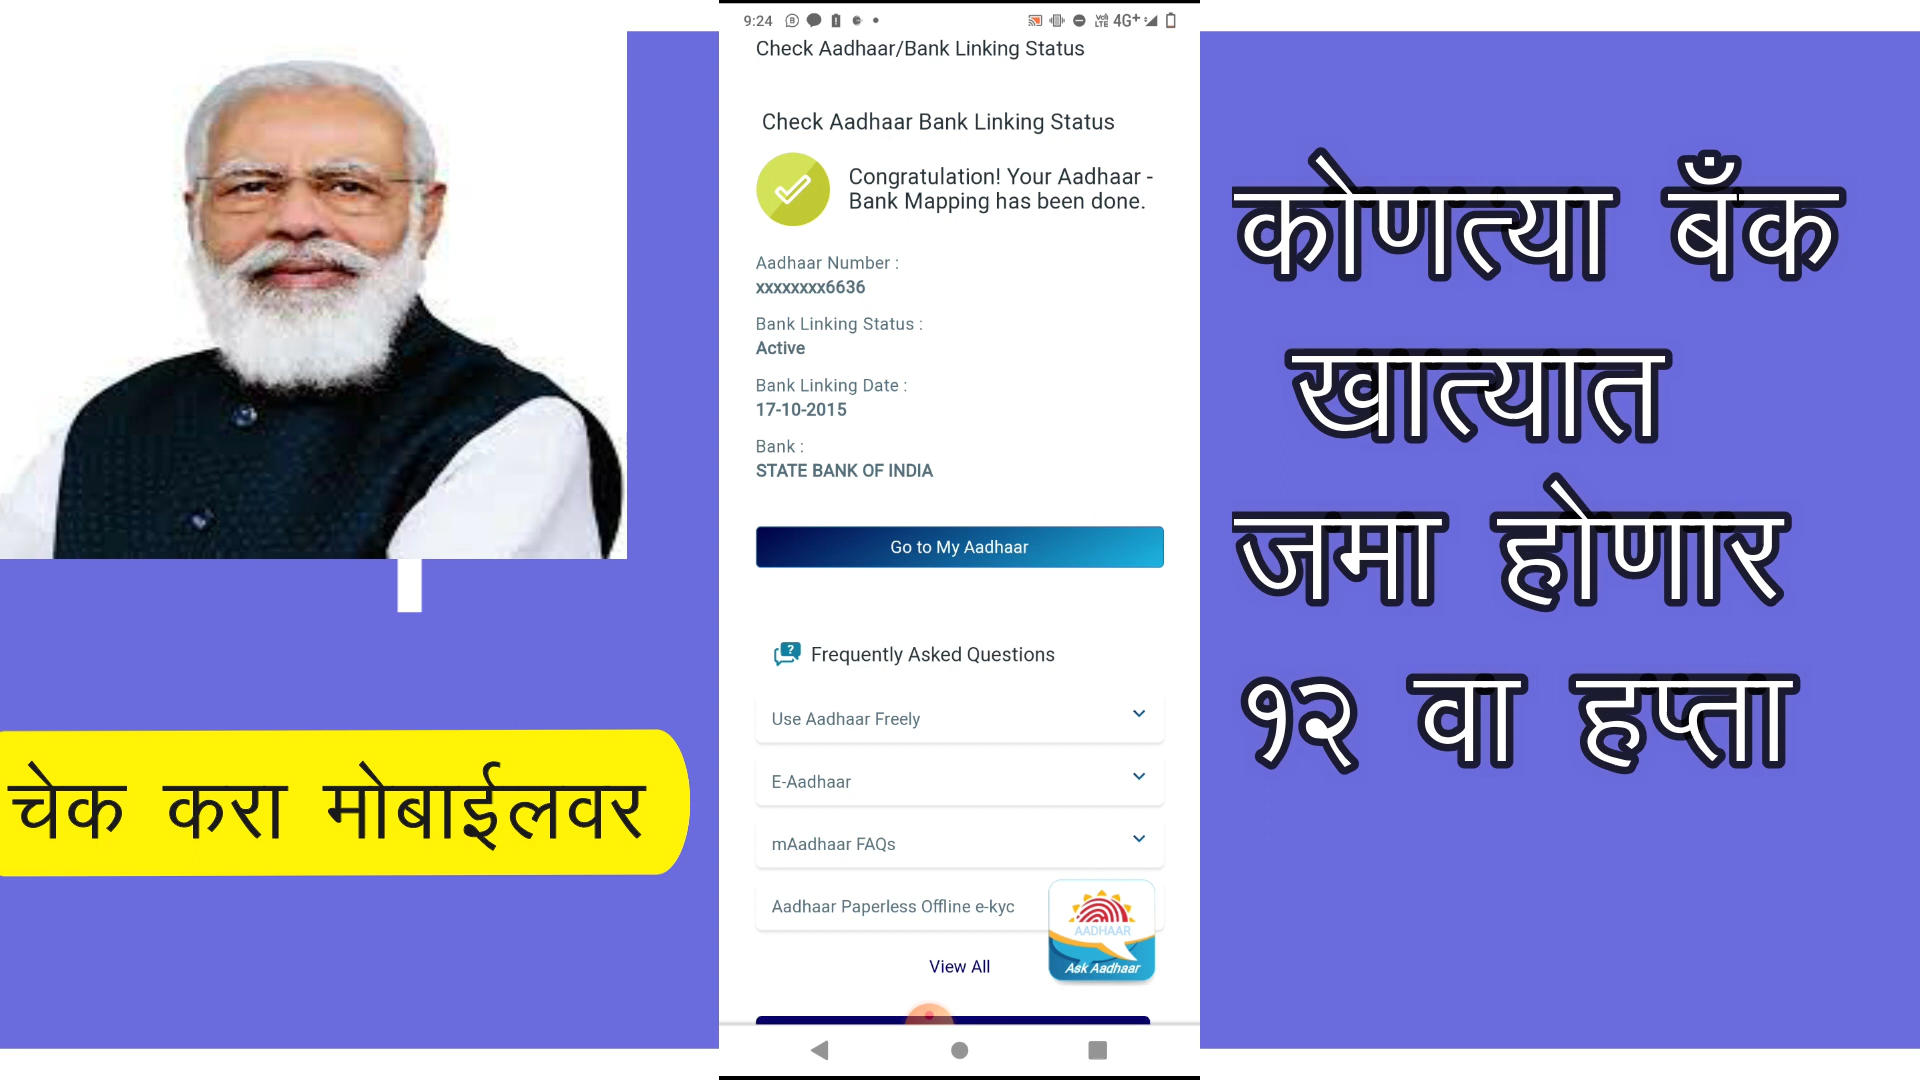 चेक करा मोबाईलवर
9:24
4G+
Check Aadhaar/Bank Linking Status
Check Aadhaar Bank Linking Status
Congratulation! Your Aadhaar -
Bank Mapping has been done.
Aadhaar Number :
xxxxxxxx6636
Bank Linking Status :
Active
Bank Linking Date :
17-10-2015
Bank :
STATE BANK OF INDIA
Go to My Aadhaar
Frequently Asked Questions
Use Aadhaar Freely
E-Aadhaar
mAadhaar FAQs
Aadhaar Paperless Offline e-kyc
AADHAAR
Ask Aadhaar
View All
कोणत्या बँक
खात्यात
जमा होणार
१२ वा हप्ता